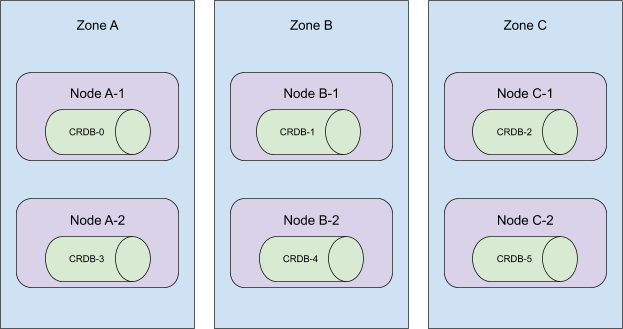 Zone A
Node A-1
CRDB-0
Node A-2
CRDB-3
Zone B
Node B-1
CRDB-1
Node B-2
CRDB-4
Zone C
Node C-1
CRDB-2
Node C-2
CRDB-5